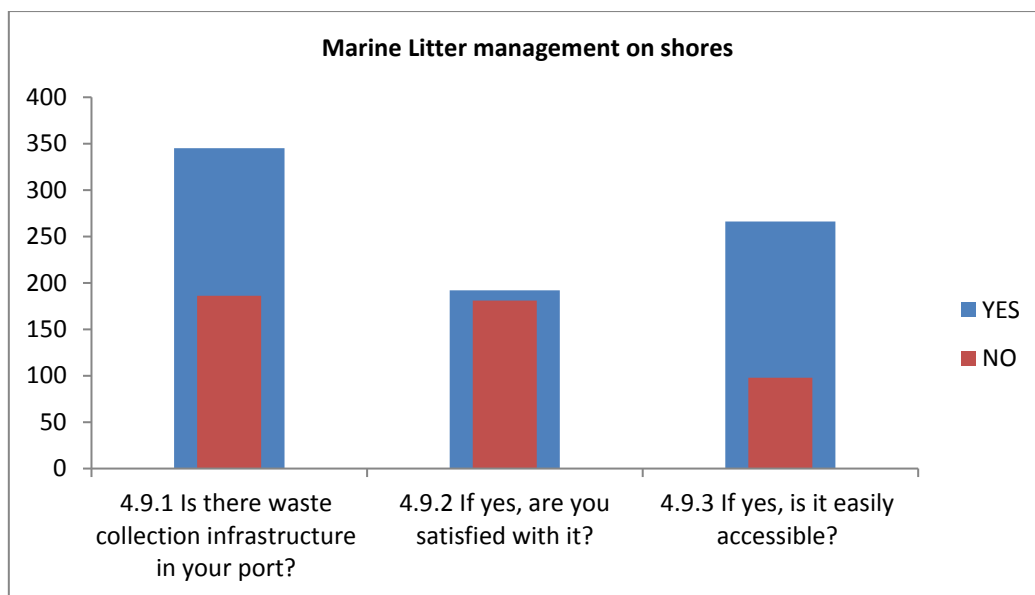 Marine Litter management on shores
400
350
300
250
200
150
100
50
0
YES
NO
4.9.1 Is there waste
collection infrastructure
in your port?
4.9.2 If yes, are you
satisfied with it?
4.9.3 If yes, is it easily
accessible?